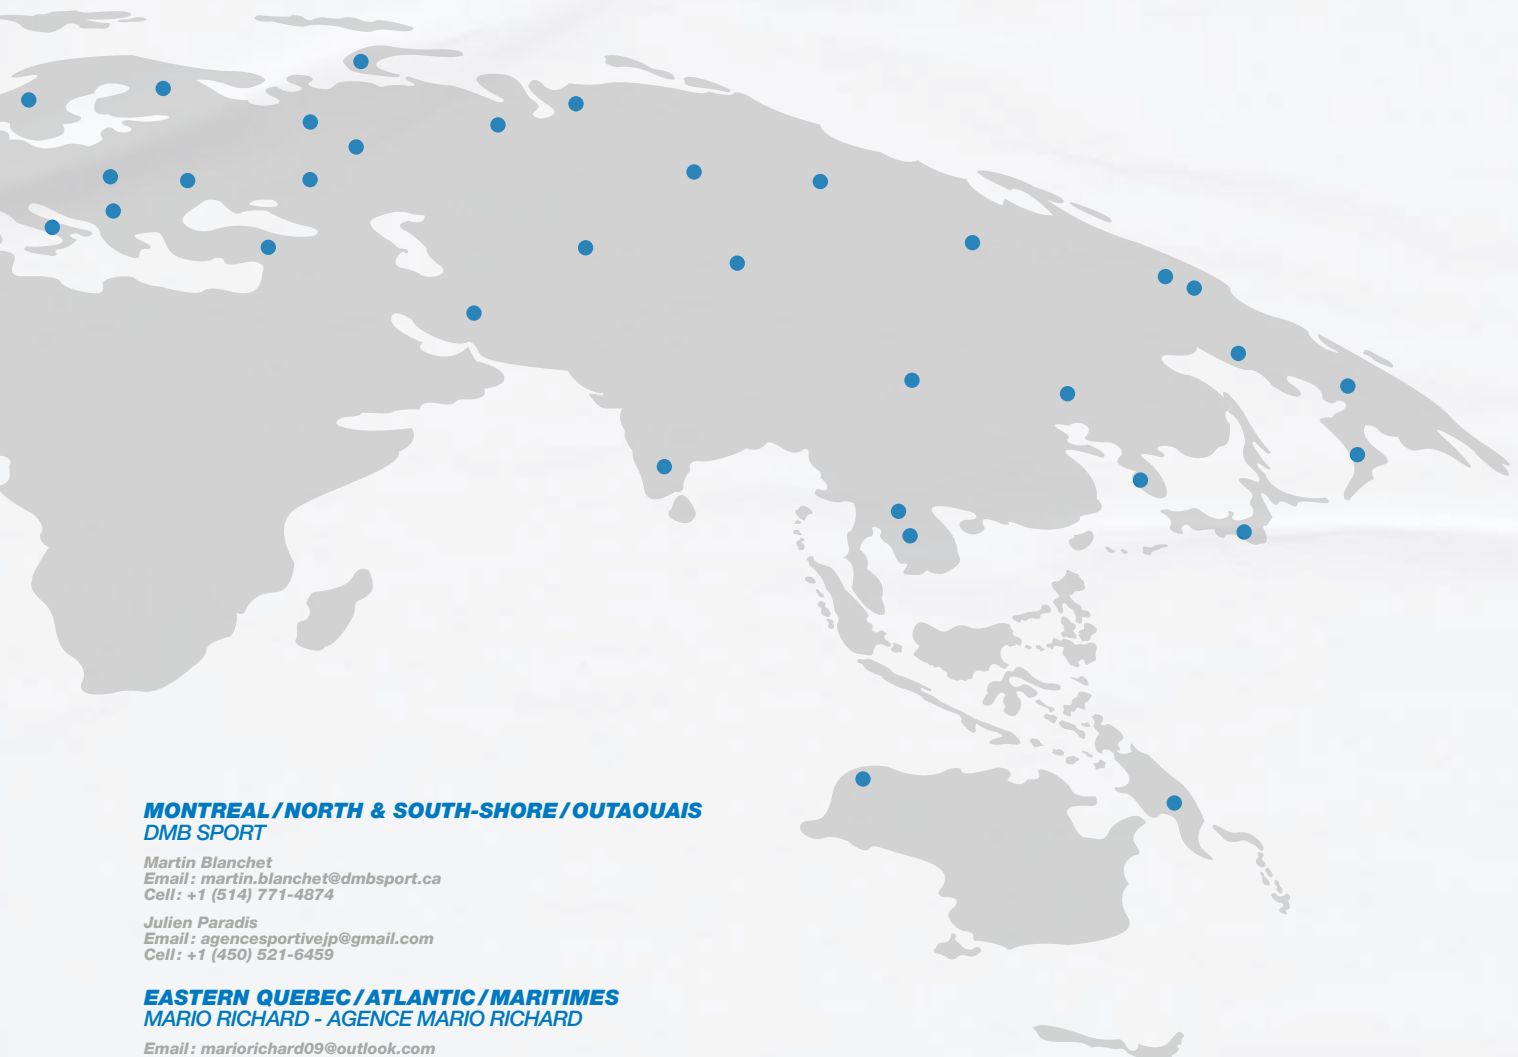 MONTREAL / NORTH & SOUTH-SHORE / OUTAOUAIS
DMB SPORT
Martin Blanchet
Email : martin.blanchet@dmbsport.ca
Cell : +1 (514) 771-4874
Julien Paradis
Email : agencesportivejp@gmail.com
Cell : +1 (450) 521-6459
EASTERN QUEBEC / ATLANTIC / MARITIMES
MARIO RICHARD - AGENCE MARIO RICHARD
Email : mariorichard09@outlook.com